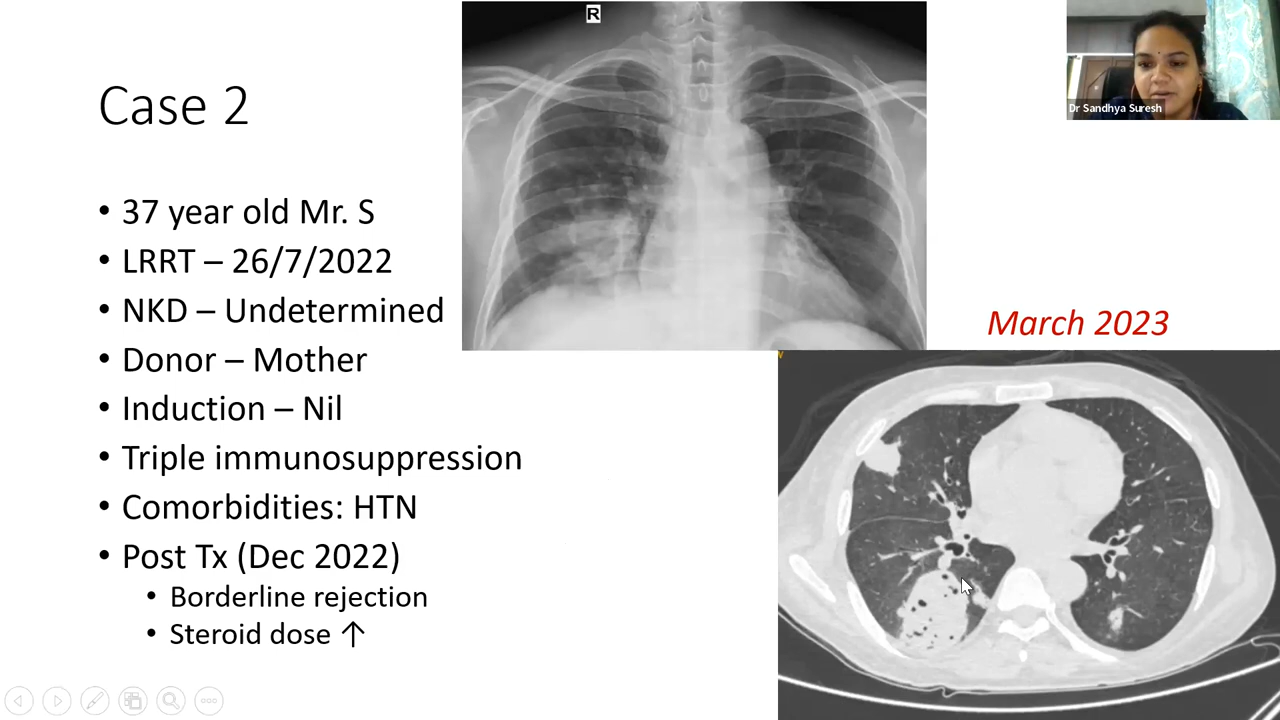 R
Dr Sandhya Suresh
Case 2
• 37 year old Mr. S
• LRRT – 26/7/2022
• NKD – Undetermined
• Donor – Mother
• Induction – Nil
• Triple immunosuppression
• Comorbidities: HTN
• Post Tx (Dec 2022)
• Borderline rejection
• Steroid dose ↑
March 2023